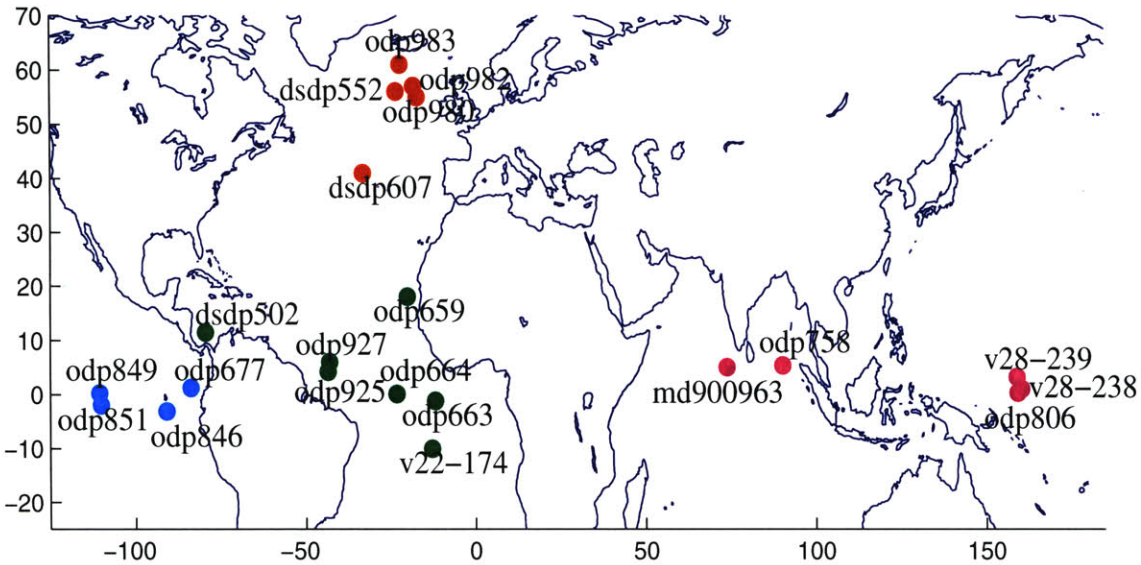 70
odp983
60
odp982
dsdp552
odp980
50
40
dsdp607
30
20
odp659
dsdp502
10
odp927
odp758
odp849
odp677
odp664
v28−239
0
odp925
md900963
v28−238
odp851
odp663
odp806
odp846
−10
v22−174
−20
−100
−50
0
50
100
150